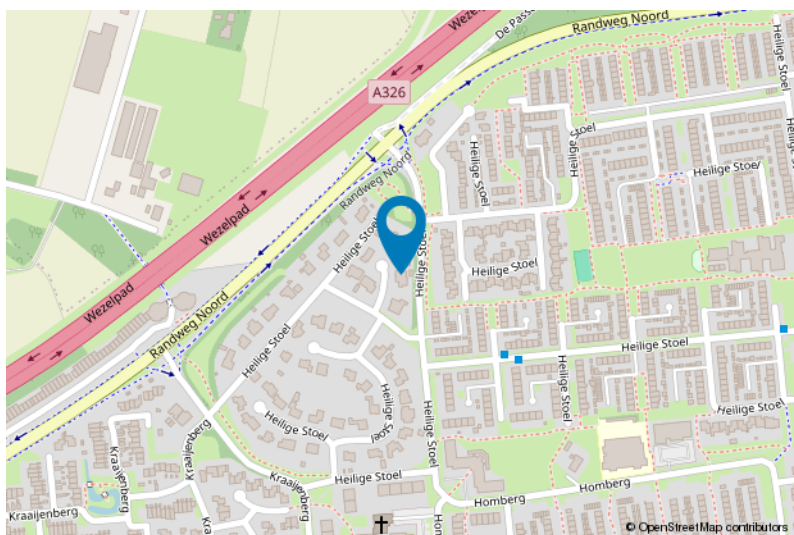 Wezelpad
De Pass
Randweg Noord
Heilige Stoel
A326
Stoel
Heilige
Heilige Stoel
Heilige Stoel
Randweg Noord
Heilige Stoel
Wezelpad
Heilige Stoel
Heilige Stoel
Heilige Stoel
Wezelpad
Randweg Noord
Heilige Stoel
Heilige Stoel
Heilige Stoel
Heilige Stoel
Heilige Stoel
Heilige Stoel
Heilige Stoel
Kraaijenberg
Kraaijenberg
Heilige Stoel
Homberg
Homberg
Kraaijenberg
Kraaijenberg
Hom
© OpenStreetMap contributors